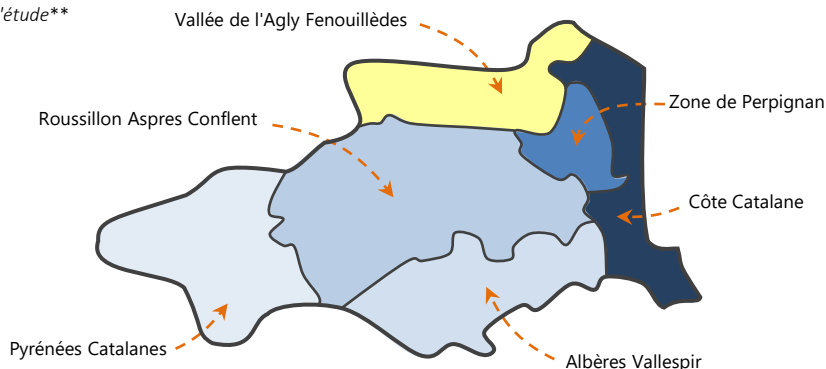 'étude**
Vallée de l'Agly Fenouillèdes
Zone de Perpignan
Roussillon Aspres Conflent
Côte Catalane
Pyrénées Catalanes
Albères Vallespir